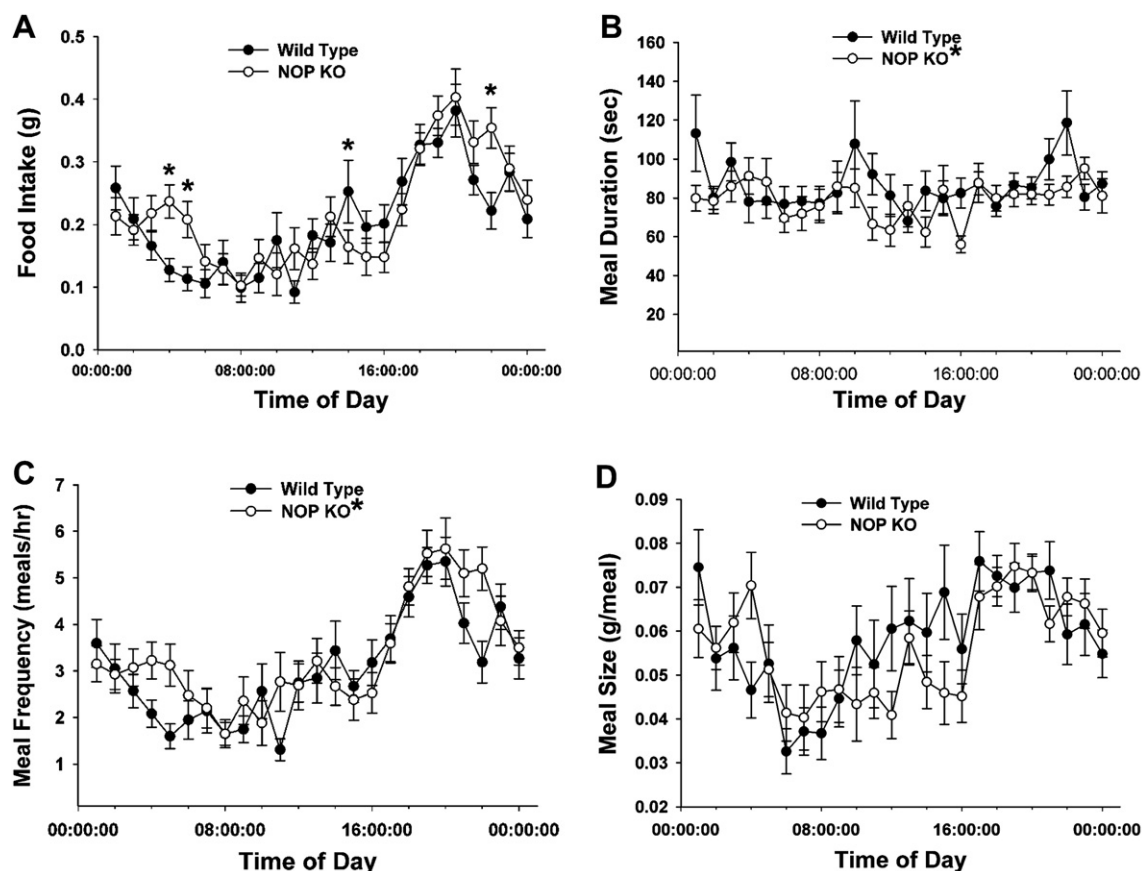 A
Food Intake (g)
0.5
0.4
0.3
0.2
0.1
0.0
Wild Type
NOP KO
*
*
*
*
00:00:00
08:00:00
16:00:00
00:00:00
Time of Day
B
Meal Duration (sec)
160
140
120
100
80
60
40
20
0
Wild Type
NOP KO*
00:00:00
08:00:00
16:00:00
00:00:00
Time of Day
C
Meal Frequency (meals/hr)
7
6
5
4
3
2
1
Wild Type
NOP KO*
00:00:00
08:00:00
16:00:00
00:00:00
Time of Day
D
Meal Size (g/meal)
0.09
0.08
0.07
0.06
0.05
0.04
0.03
0.02
Wild Type
NOP KO
00:00:00
08:00:00
16:00:00
00:00:00
Time of Day